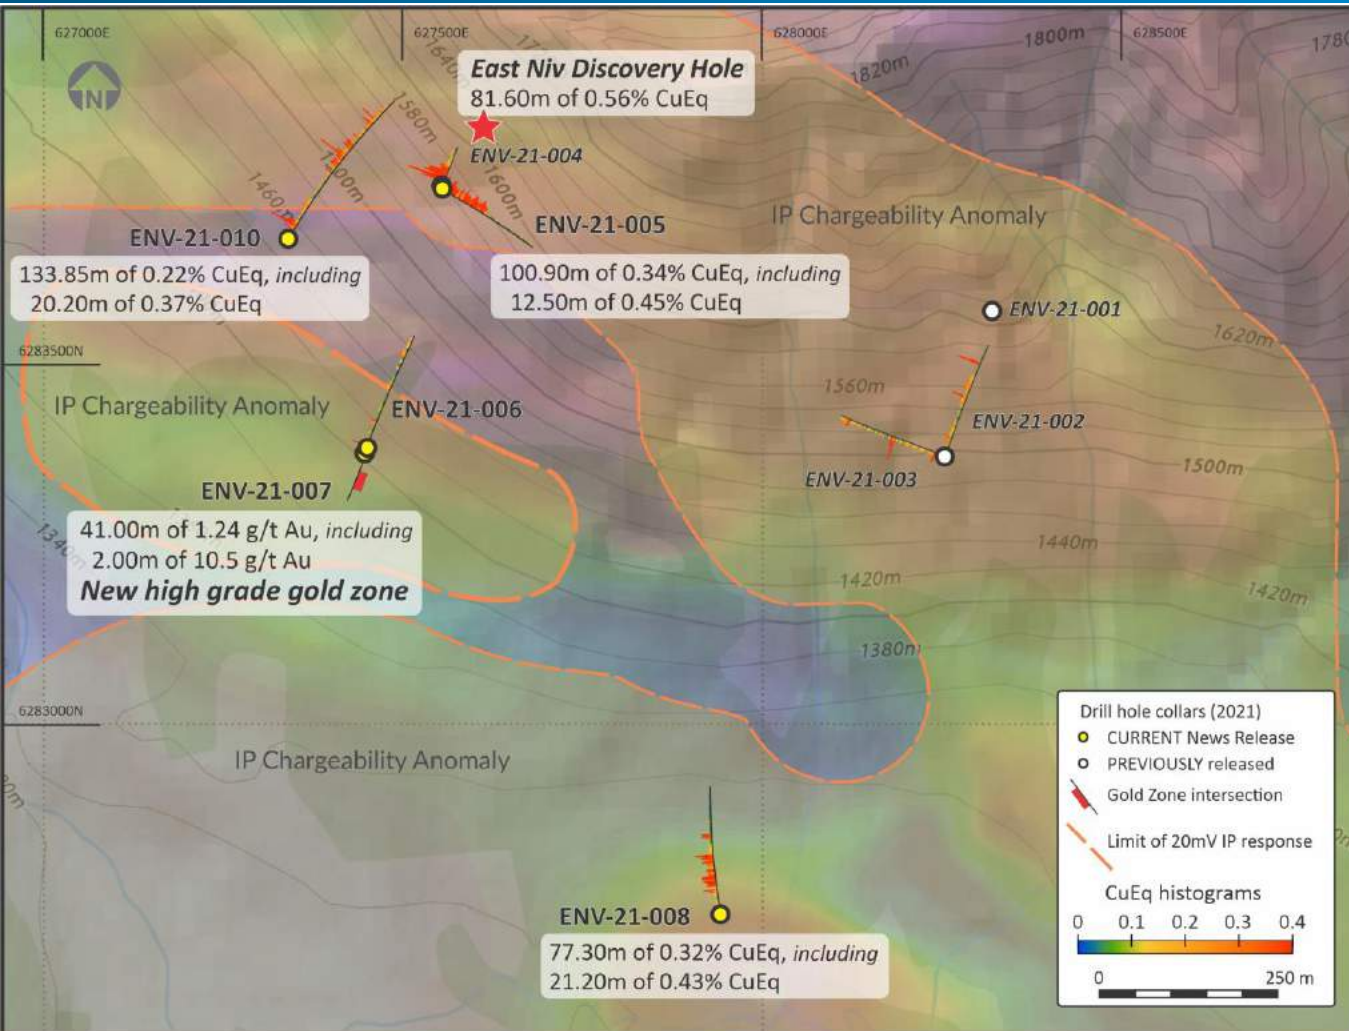 627000E
627500E
628000E
628500E
1800m
1820m
East Niv Discovery Hole
81.60m of 0.56% CuEq
N
1580m
ENV-21-004
1600m
1460m
ENV-21-005
IP Chargeability Anomaly
ENV-21-010
133.85m of 0.22% CuEq, including
20.20m of 0.37% CuEq
100.90m of 0.34% CuEq, including
12.50m of 0.45% CuEq
ENV-21-001
1620m
6283500N
1560m
IP Chargeability Anomaly
ENV-21-006
ENV-21-002
1500m
ENV-21-003
ENV-21-007
41.00m of 1.24 g/t Au, including
2.00m of 10.5 g/t Au
New high grade gold zone
1340m
1440m
1420m
1420m
1380m
6283000N
IP Chargeability Anomaly
ENV-21-008
77.30m of 0.32% CuEq, including
21.20m of 0.43% CuEq
Drill hole collars (2021)
CURRENT News Release
PREVIOUSLY released
Gold Zone intersection
Limit of 20mV IP response
CuEq histograms
0 0.1 0.2 0.3 0.4
0 250 m